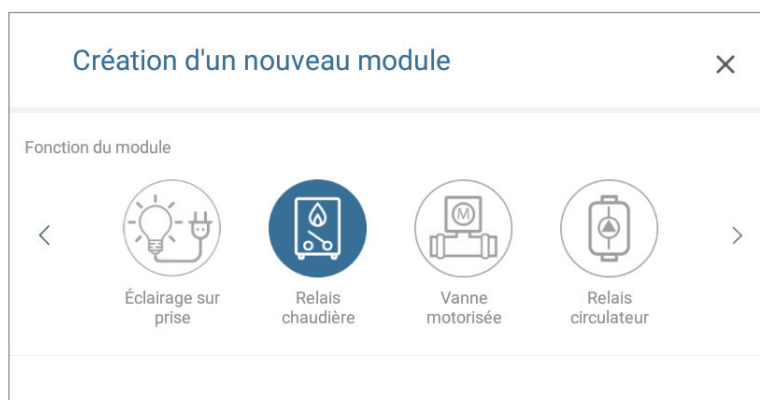 Création d'un nouveau module
Fonction du module
M
Éclairage sur
prise
Relais
chaudière
Vanne
motorisée
Relais
circulateur